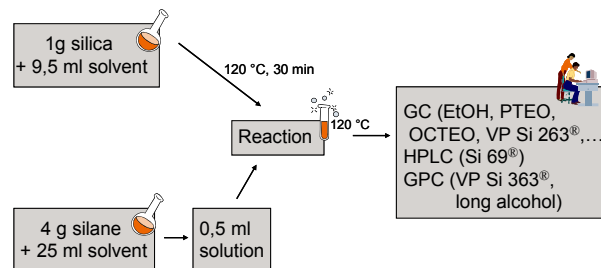 1g silica
+ 9,5 ml solvent
120 °C, 30 min
Reaction
120 °C
4 g silane
+ 25 ml solvent
0,5 ml
solution
GC (EtOH, PTEO,
OCTEO, VP Si 263®,...
HPLC (Si 69®)
GPC (VP Si 363®,
long alcohol)